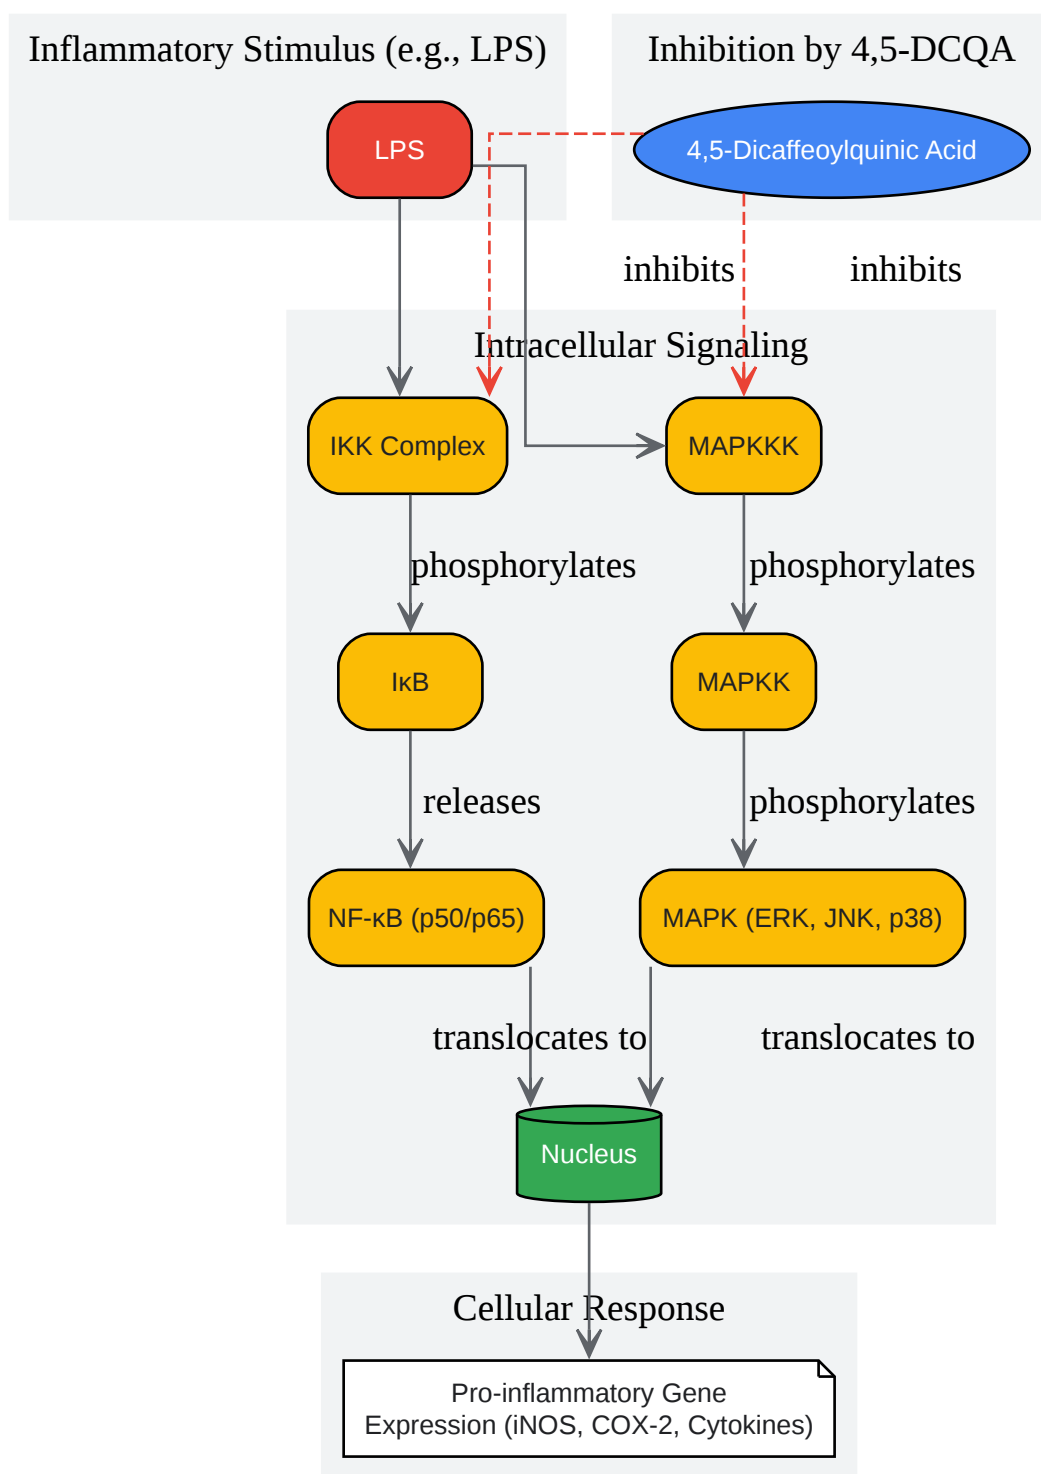 Inflammatory Stimulus (e.g., LPS)
Inhibition by 4,5-DCQA
LPS
4,5-Dicaffeoylquinic Acid
inhibits
inhibits
Intracellular Signaling
IKK Complex
MAPKKK
phosphorylates
phosphorylates
IκB
MAPKK
releases
phosphorylates
NF-κB (p50/p65)
MAPK (ERK, JNK, p38)
translocates to
translocates to
Nucleus
Cellular Response
Pro-inflammatory Gene
Expression (iNOS, COX-2, Cytokines)